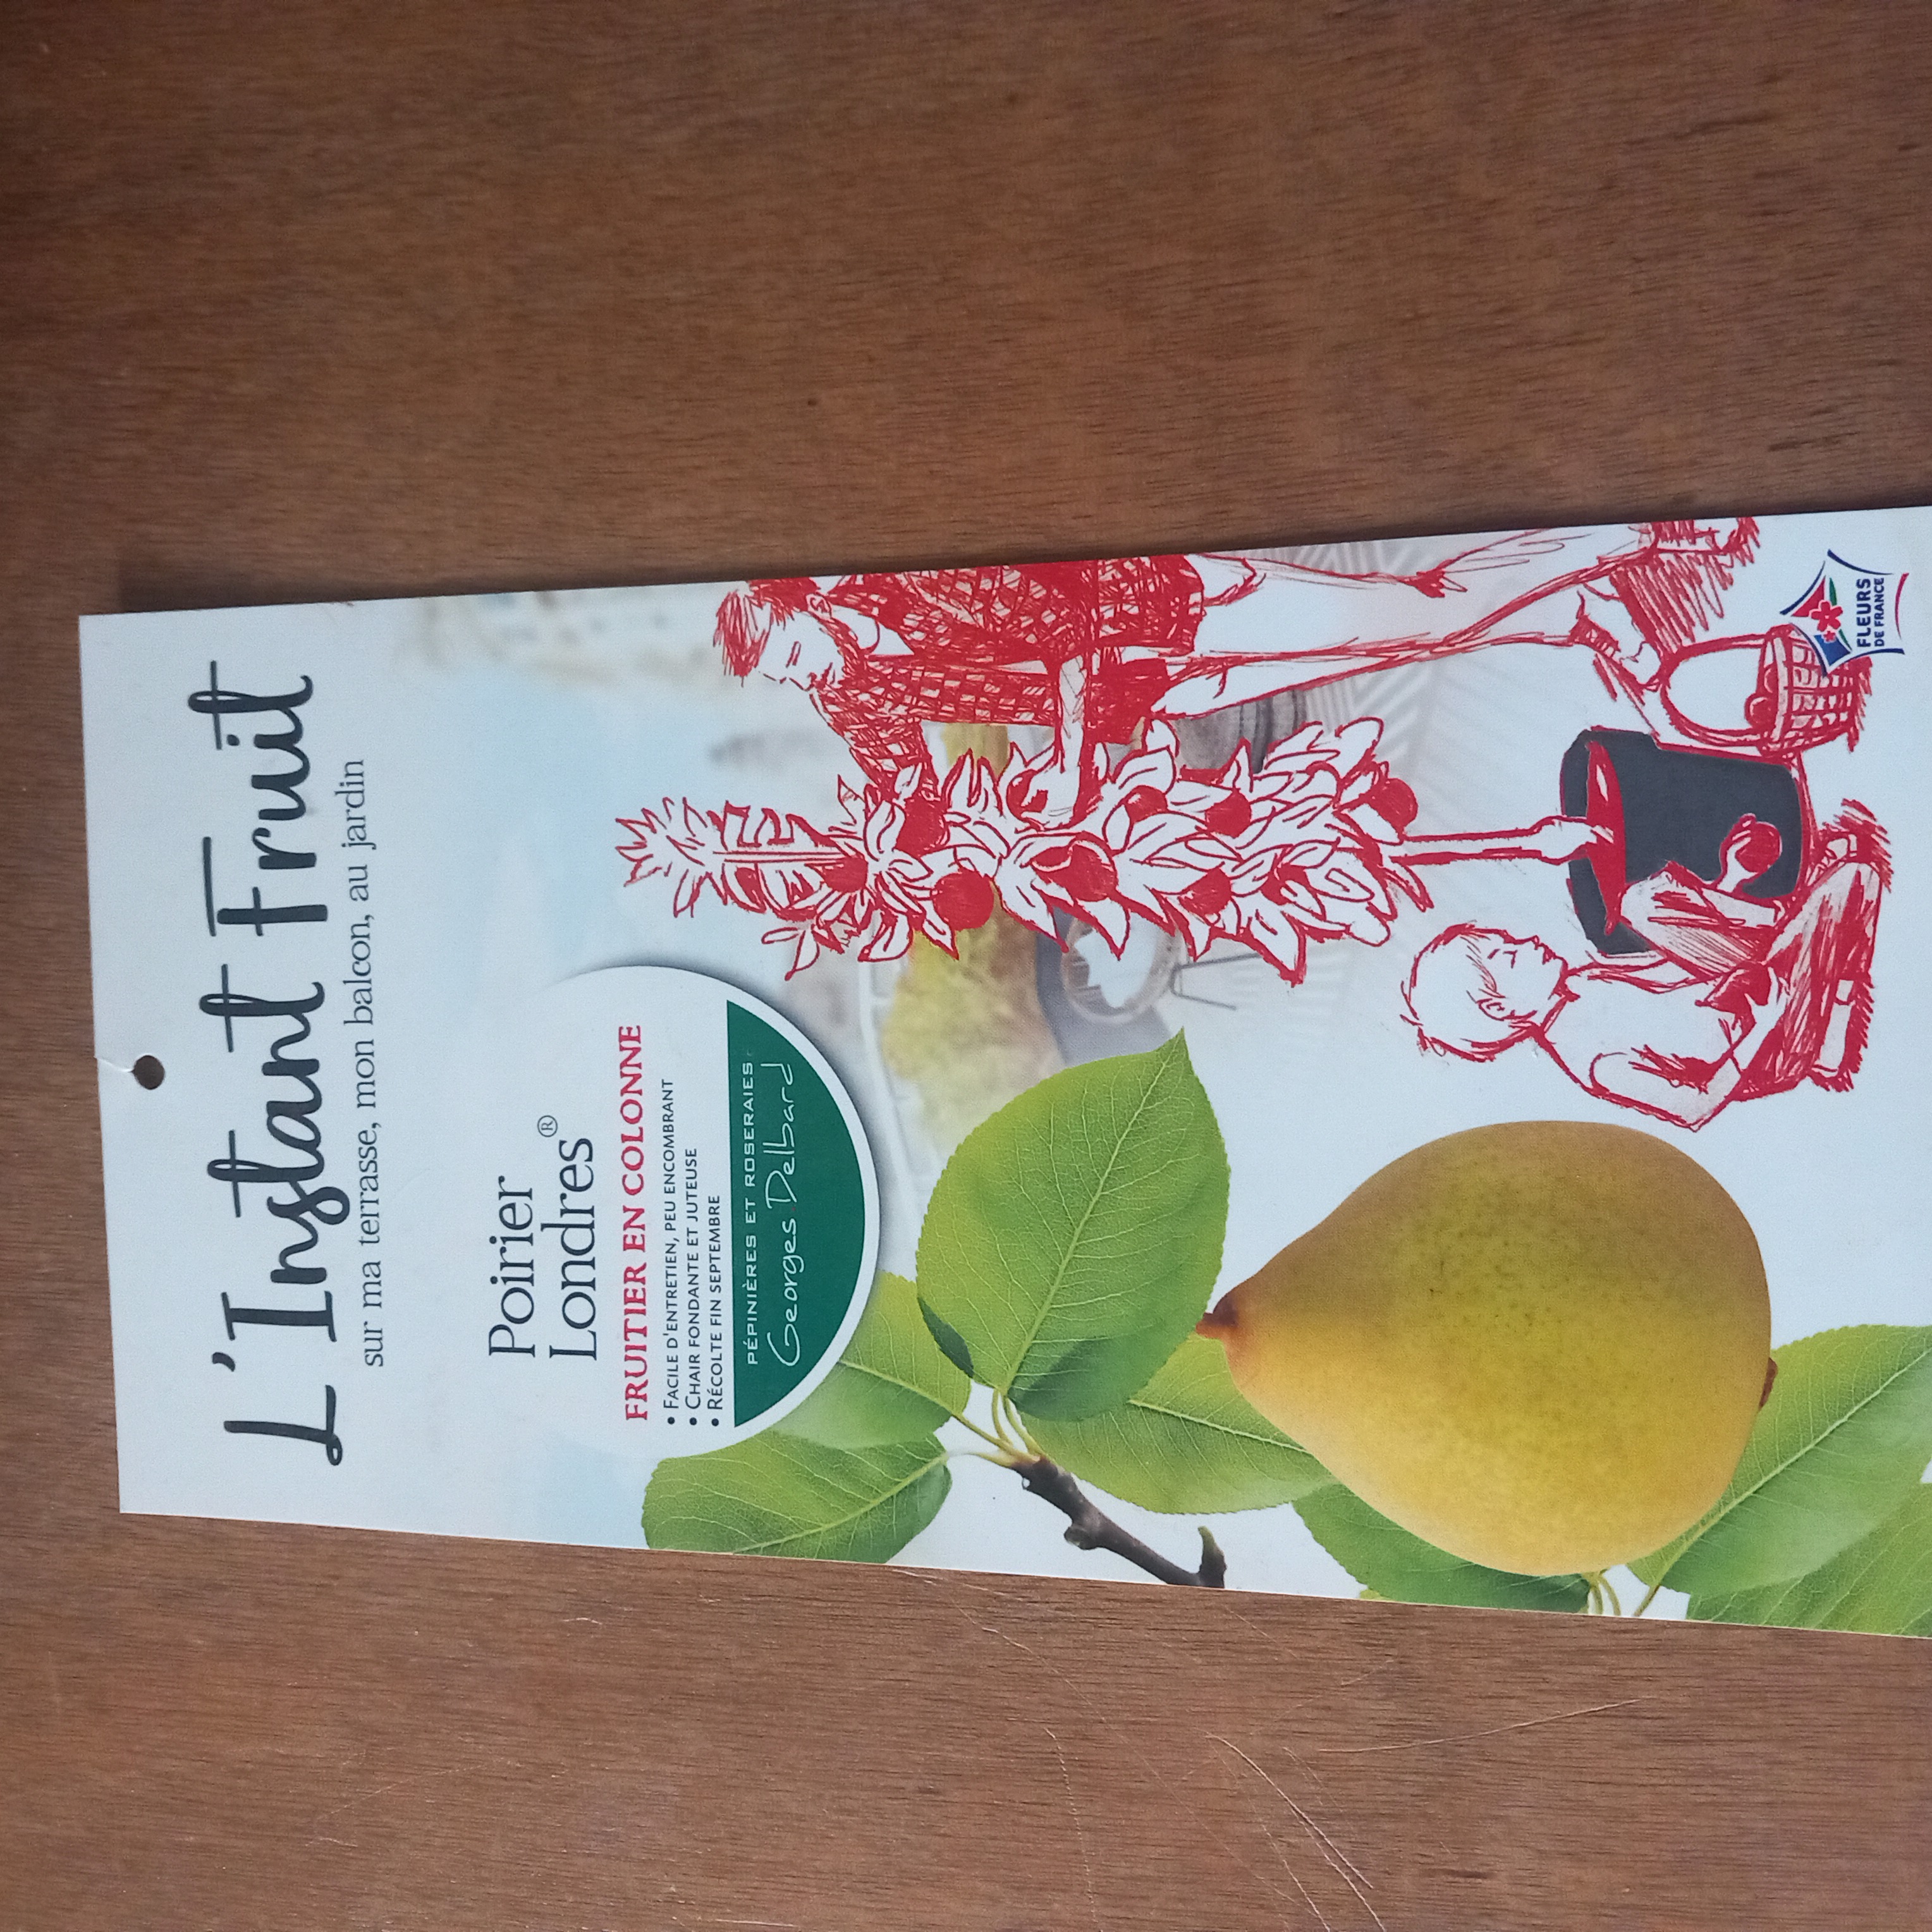 L'Instant Fruit
sur ma terrasse, mon balcon, au jardin
Poirier
Londres®
FRUITIER EN COLONNE
• FACILE D'ENTRETIEN, PEU ENCOMBRANT
• CHAIR FONDANTE ET JUTEUSE
• RÉCOLTE FIN SEPTEMBRE
PÉPINIÈRES ET ROSERAIES
Georges Delbard
FLEURS
DE FRANCE